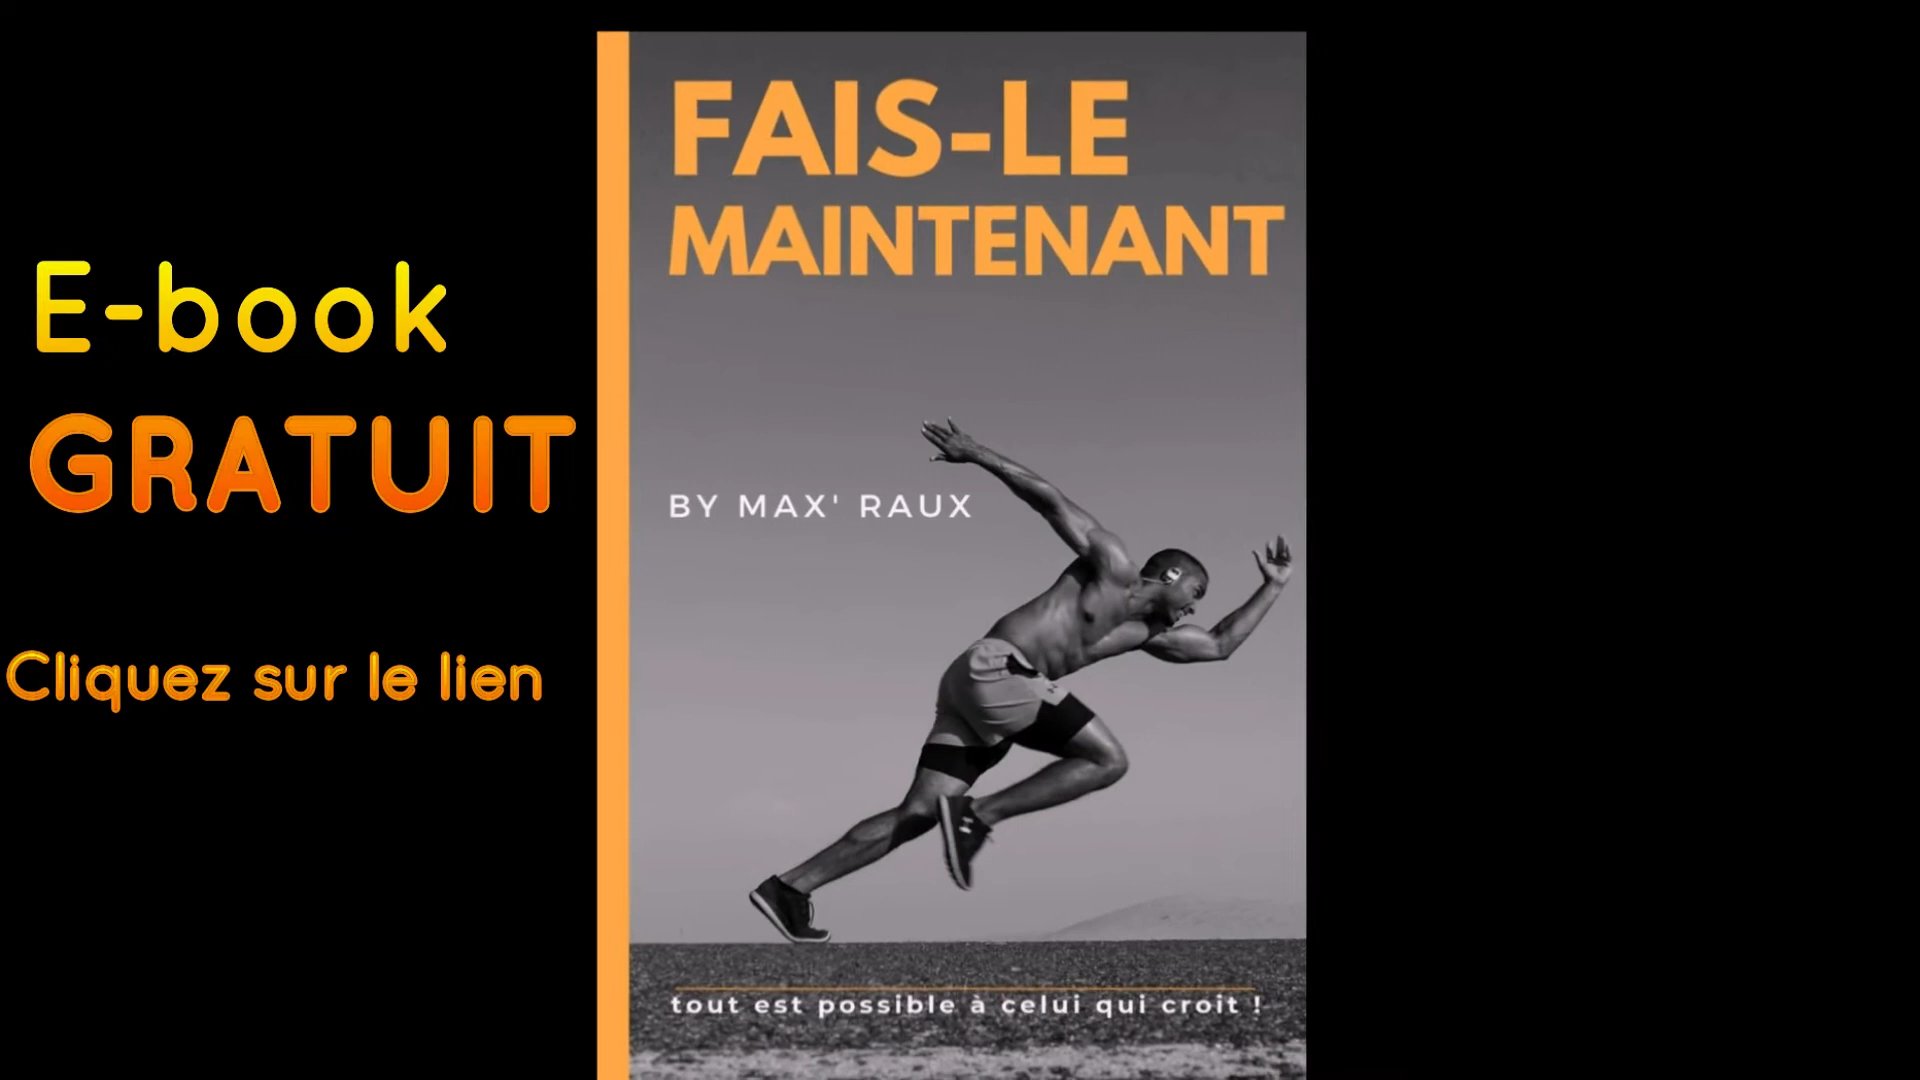 E-book
GRATUIT
Cliquez sur le lien
FAIS-LE
MAINTENANT
BY MAX' RAUX
tout est possible à celui qui croit !